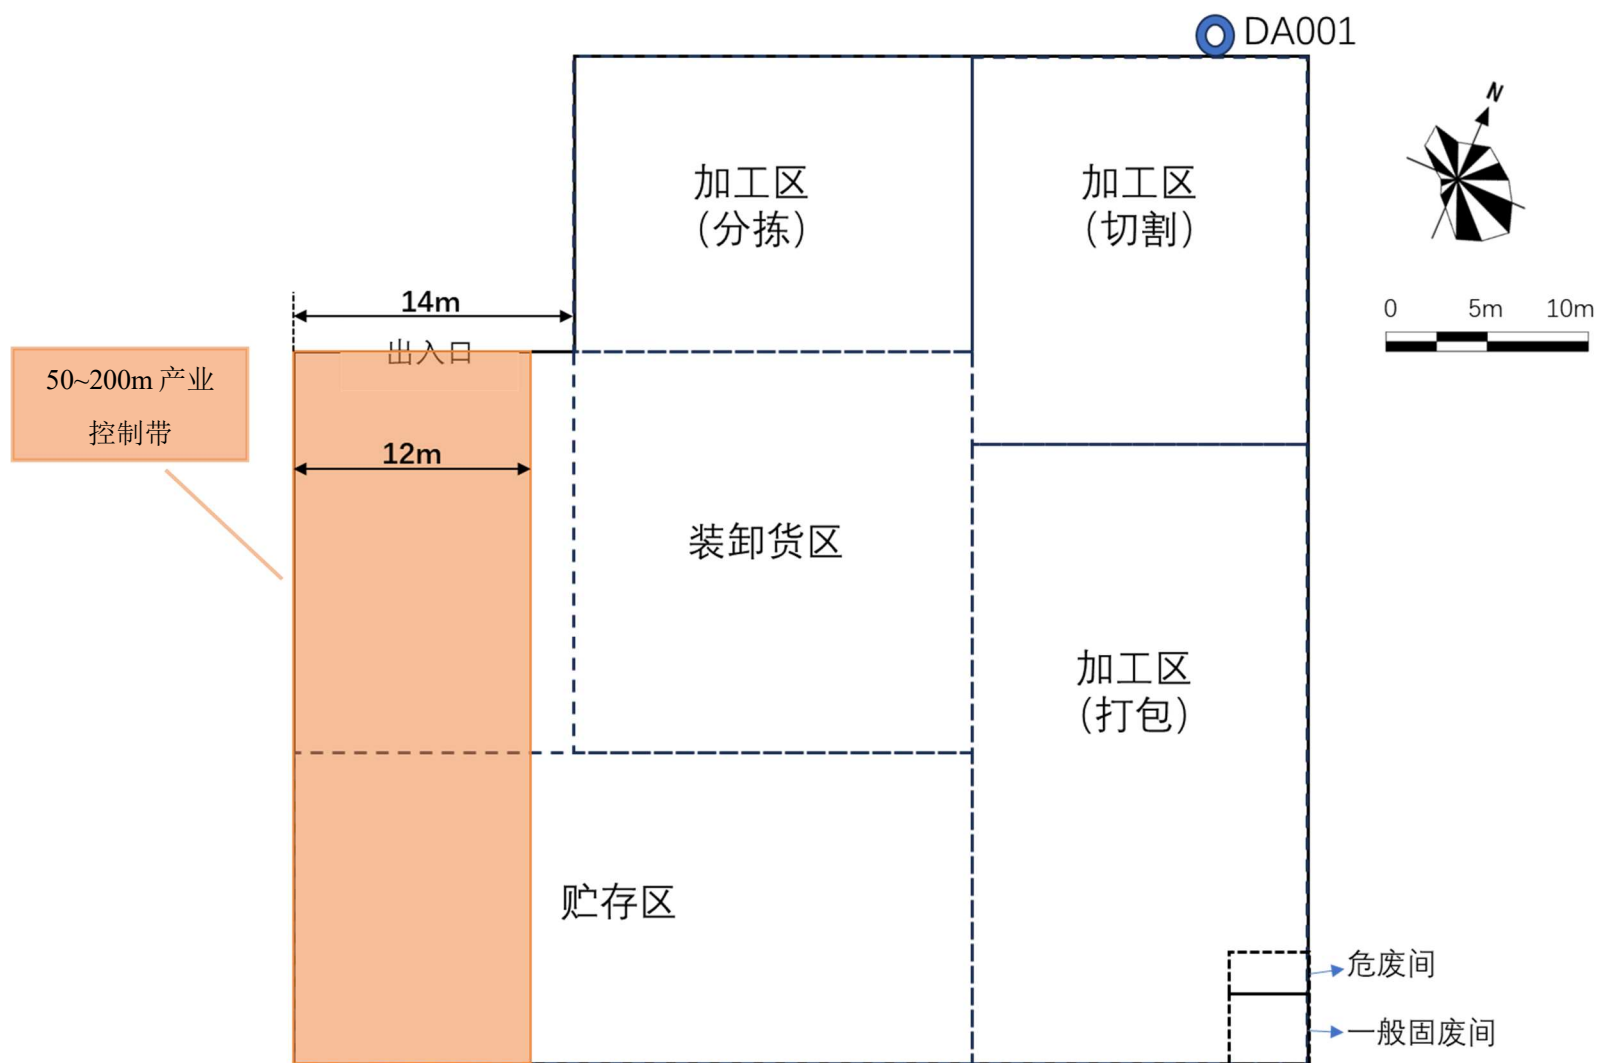 DA001
N
加工区
（分拣）
加工区
（切割）
14m
出入口
0 5m 10m
50~200m 产业
控制带
12m
装卸货区
加工区
（打包）
贮存区
危废间
一般固废间